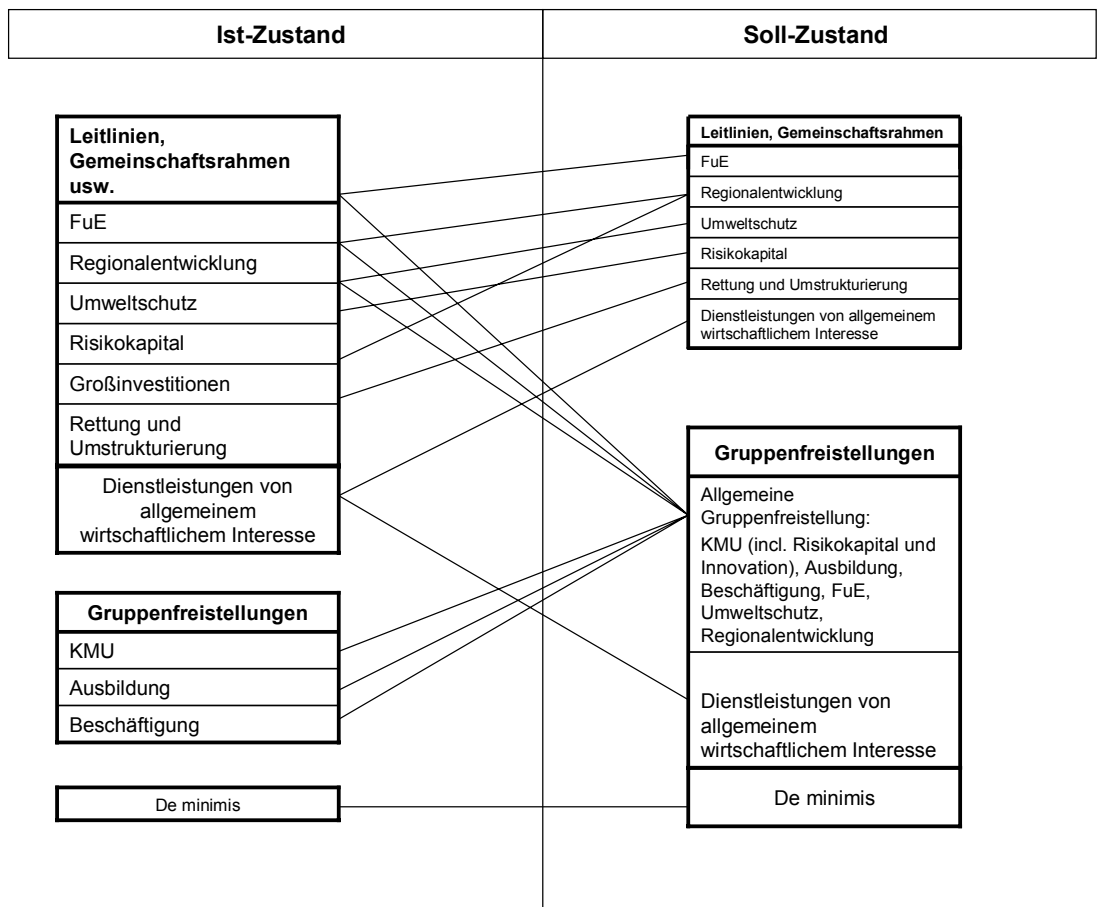 Ist-Zustand
Soll-Zustand
Leitlinien,
Gemeinschaftsrahmen
usw.
FuE
Regionalentwicklung
Umweltschutz
Risikokapital
Großinvestitionen
Rettung und
Umstrukturierung
Dienstleistungen von
allgemeinem
wirtschaftlichem Interesse
Gruppenfreistellungen
KMU
Ausbildung
Beschäftigung
De minimis
Leitlinien, Gemeinschaftsrahmen
FuE
Regionalentwicklung
Umweltschutz
Risikokapital
Rettung und Umstrukturierung
Dienstleistungen von allgemeinem
wirtschaftlichem Interesse
Gruppenfreistellungen
Allgemeine
Gruppenfreistellung:
KMU (incl. Risikokapital und
Innovation), Ausbildung,
Beschäftigung, FuE,
Umweltschutz,
Regionalentwicklung
Dienstleistungen von
allgemeinem
wirtschaftlichem Interesse
De minimis